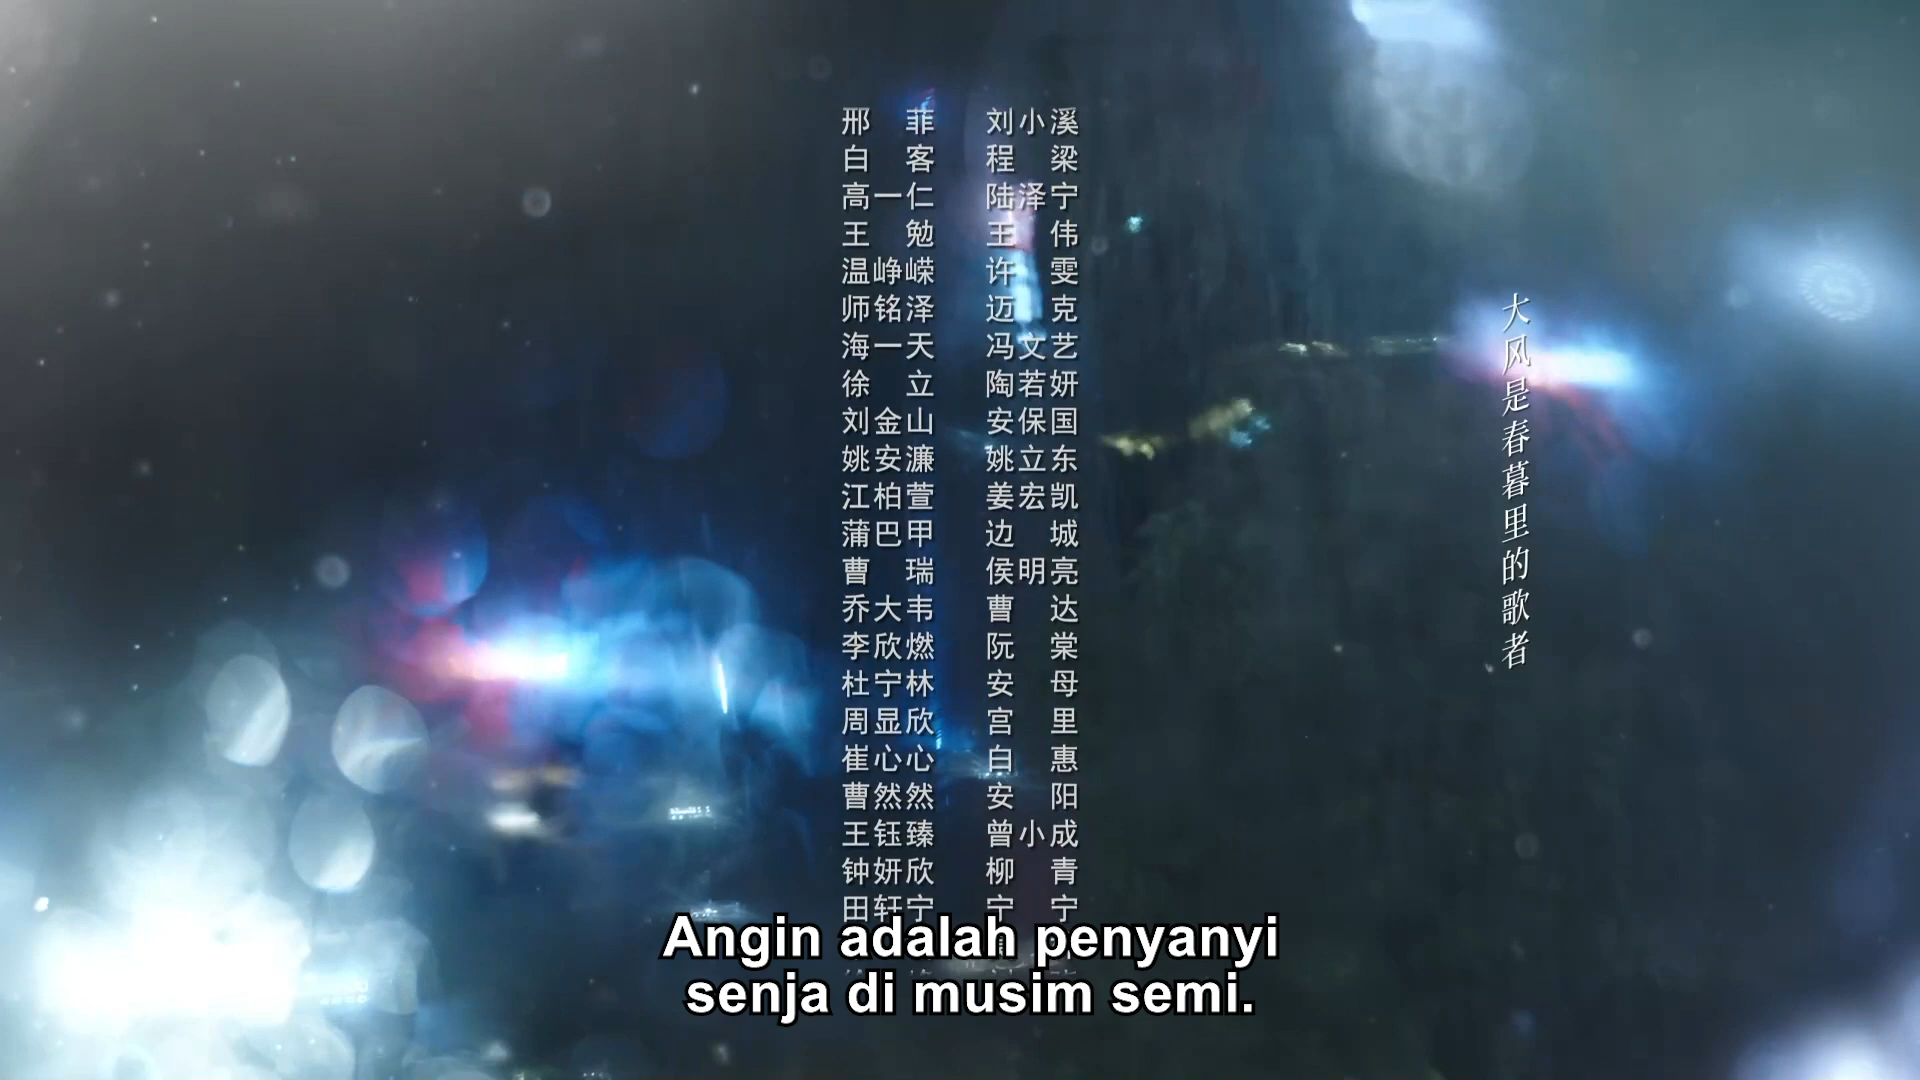 邢菲 刘小溪
白客 程梁
高一仁 陆泽宁
王勉 王伟
温峥嵘 许雯
师铭泽 迈克
海一天 冯文艺
徐立 陶若妍
刘金山 安保国
姚安濂 姚立东
江柏萱 姜宏凯
蒲巴甲 边城
曹瑞 侯明亮
乔大韦 曹达
李欣燃 阮棠
杜宁林 安母
周显欣 宫里
崔心心 白惠
曹然然 安阳
王钰臻 曾小成
钟妍欣 柳青
田轩宁 宁宁
大风是春暮里的歌者
Angin adalah penyanyi
senja di musim semi.